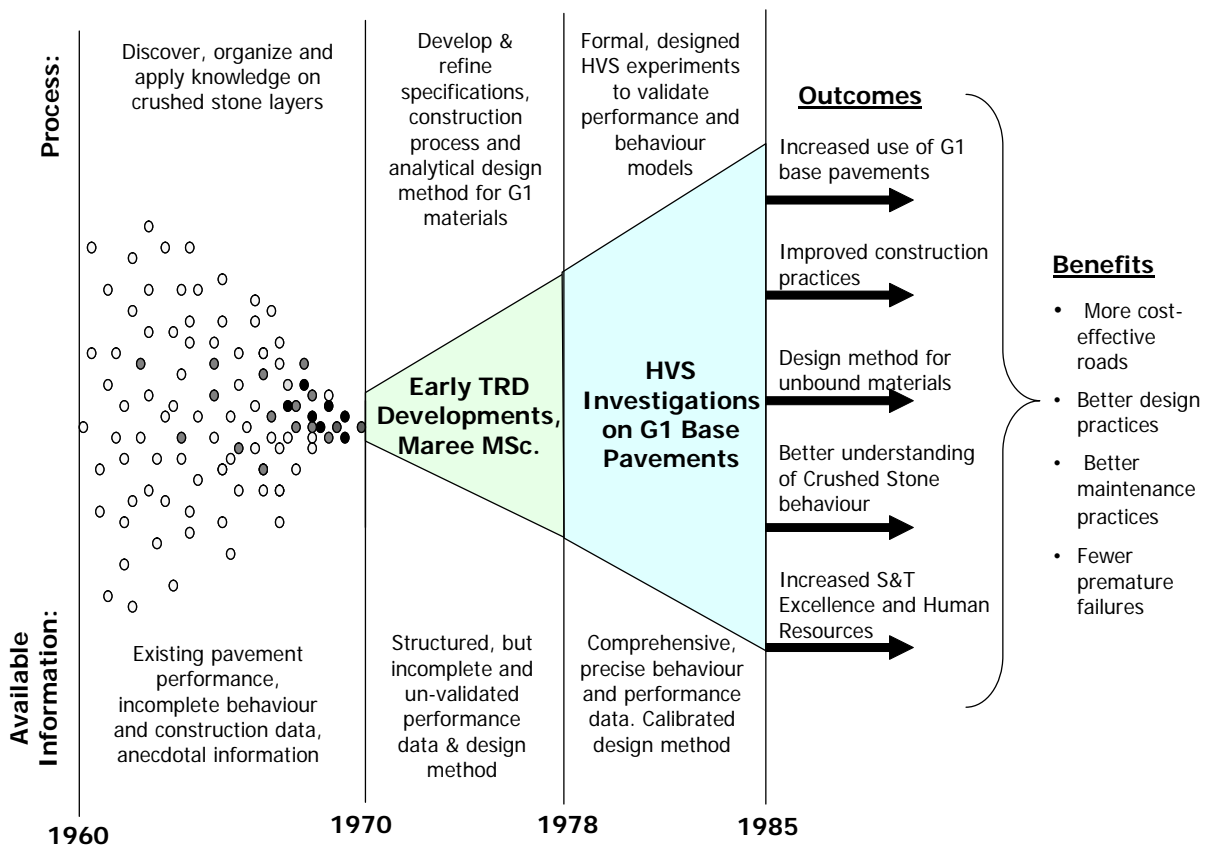 Process:
Discover, organize and
apply knowledge on
crushed stone layers
Develop &
refine
specifications,
construction
process and
analytical design
method for G1
materials
Formal, designed
HVS experiments
to validate
performance and
behaviour
models
Outcomes
Increased use of G1
base pavements
Improved construction
practices
Design method for
unbound materials
Better understanding
of Crushed Stone
behaviour
Increased S&T
Excellence and Human
Resources
Benefits
• More cost-
effective
roads
• Better design
practices
• Better
maintenance
practices
• Fewer
premature
failures
Early TRD
Developments,
Maree MSc.
HVS
Investigations
on G1 Base
Pavements
Available
Information:
Existing pavement
performance,
incomplete behaviour
and construction data,
anecdotal information
Structured, but
incomplete and
un-validated
performance
data & design
method
Comprehensive,
precise behaviour
and performance
data. Calibrated
design method
1960
1970
1978
1985